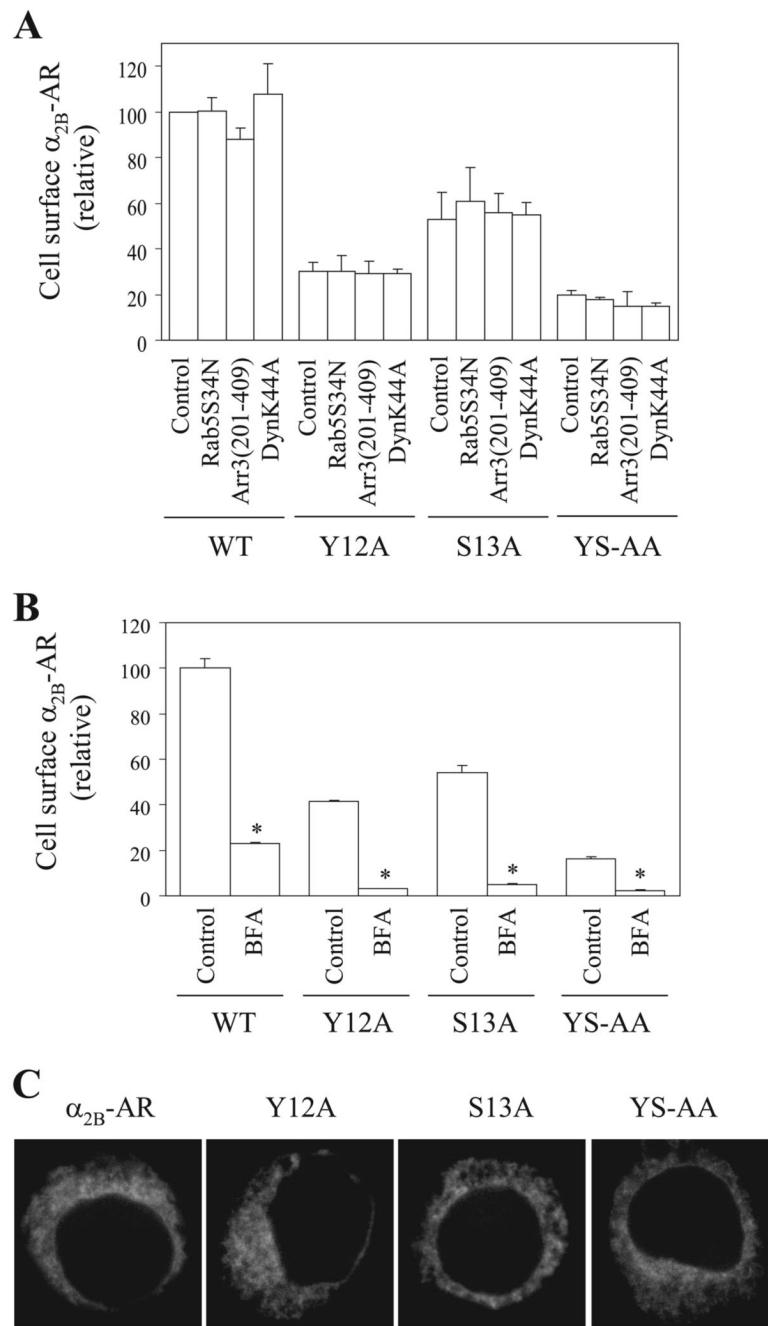 A
Cell surface α2B-AR
(relative)
120
100
80
60
40
20
0
Control
Rab5S34N
Arr3(201-409)
DynK44A
Control
Rab5S34N
Arr3(201-409)
DynK44A
Control
Rab5S34N
Arr3(201-409)
DynK44A
Control
Rab5S34N
Arr3(201-409)
DynK44A
WT Y12A S13A YS-AA
B
Cell surface α2B-AR
(relative)
120
100
80
60
40
20
0
*
*
*
*
Control
BFA
Control
BFA
Control
BFA
Control
BFA
WT Y12A S13A YS-AA
C
α2B-AR Y12A S13A YS-AA